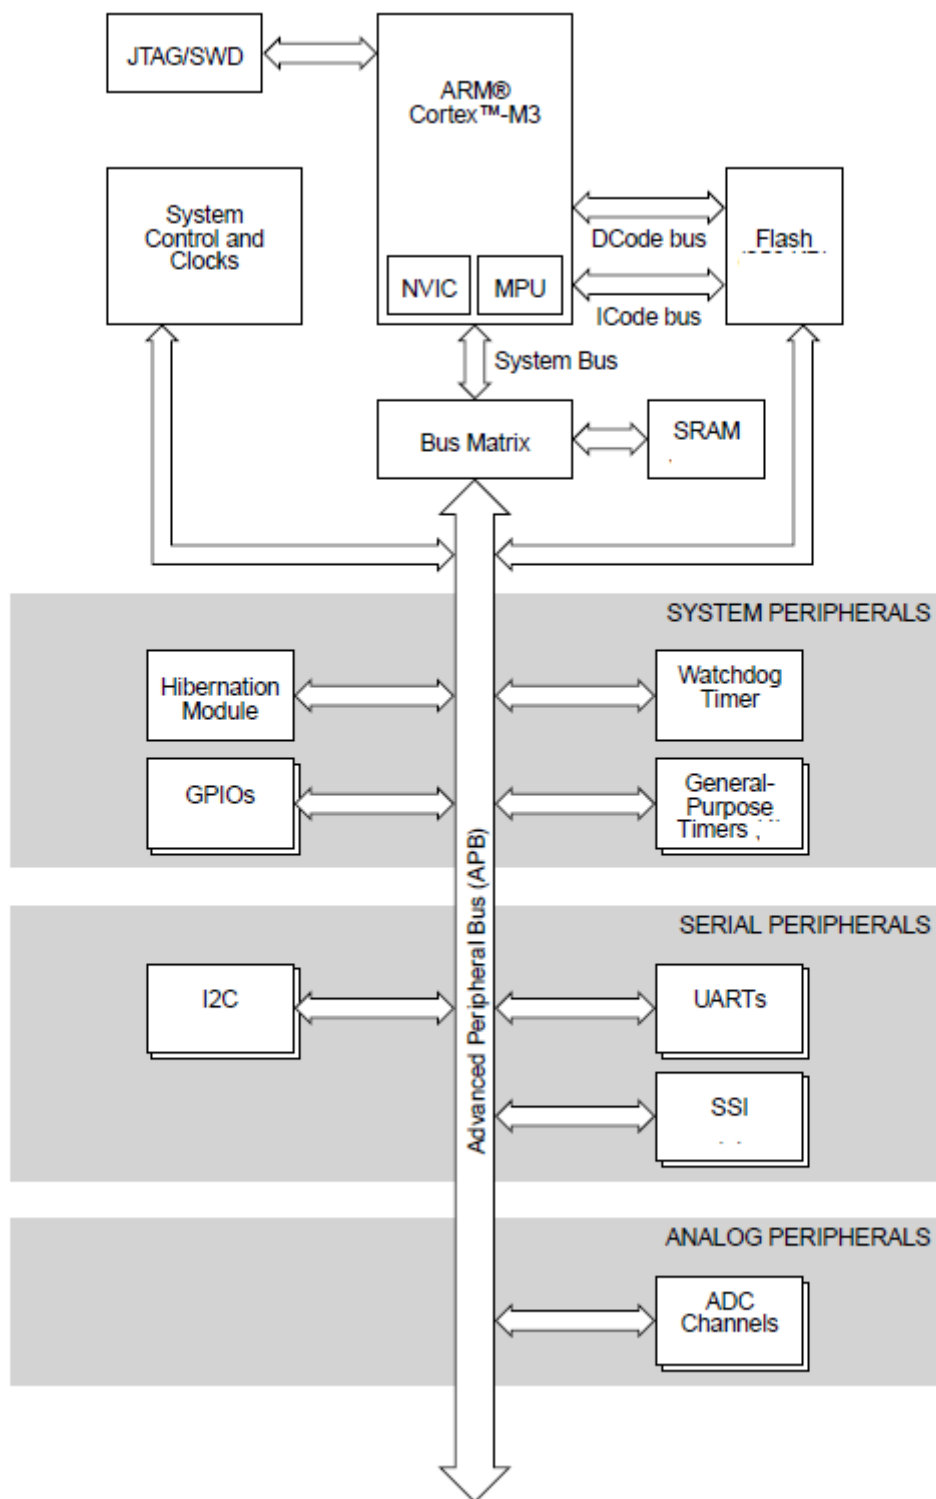 JTAG/SWD
ARM®
Cortex™-M3
System
Control and
Clocks
DCode bus
Flash
NVIC
MPU
ICode bus
System Bus
Bus Matrix
SRAM
SYSTEM PERIPHERALS
Hibernation
Module
Watchdog
Timer
GPIOs
General-
Purpose
Timers
Advanced Peripheral Bus (APB)
SERIAL PERIPHERALS
I2C
UARTs
SSI
ANALOG PERIPHERALS
ADC
Channels